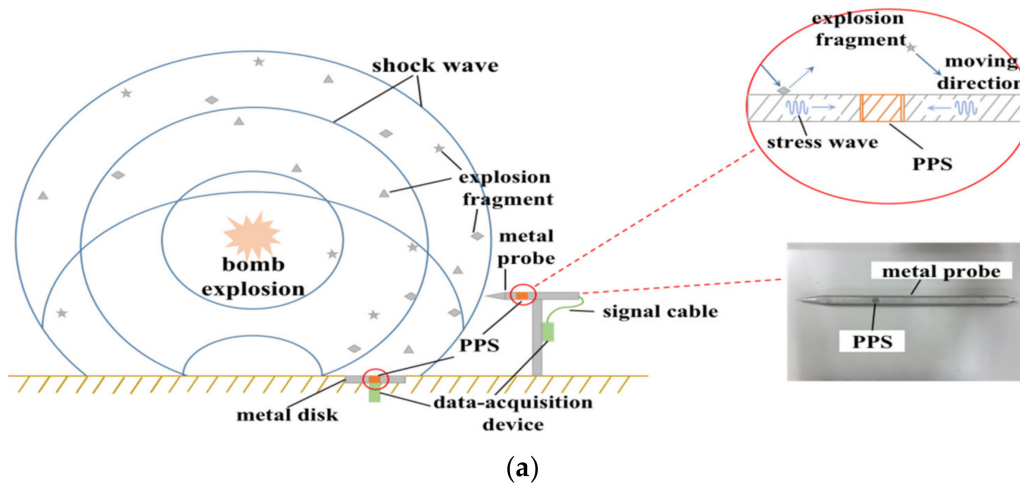 shock wave
explosion
fragment
bomb
explosion
metal
probe
signal cable
PPS
metal disk
data-acquisition
device
explosion
fragment
moving
direction
stress wave
PPS
metal probe
PPS
(a)